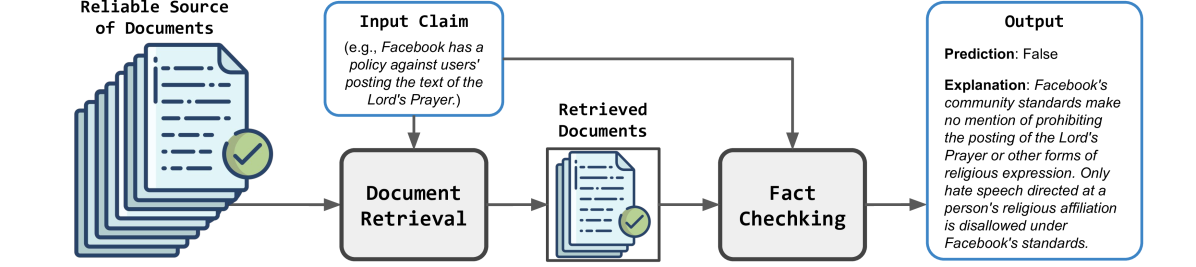 Reliable Source
of Documents
Input Claim
(e.g., Facebook has a
policy against users'
posting the text of the
Lord's Prayer.)
Document
Retrieval
Retrieved
Documents
Fact
Chechking
Output
Prediction: False
Explanation: Facebook's
community standards make
no mention of prohibiting
the posting of the Lord's
Prayer or other forms of
religious expression. Only
hate speech directed at a
person's religious affiliation
is disallowed under
Facebook's standards.